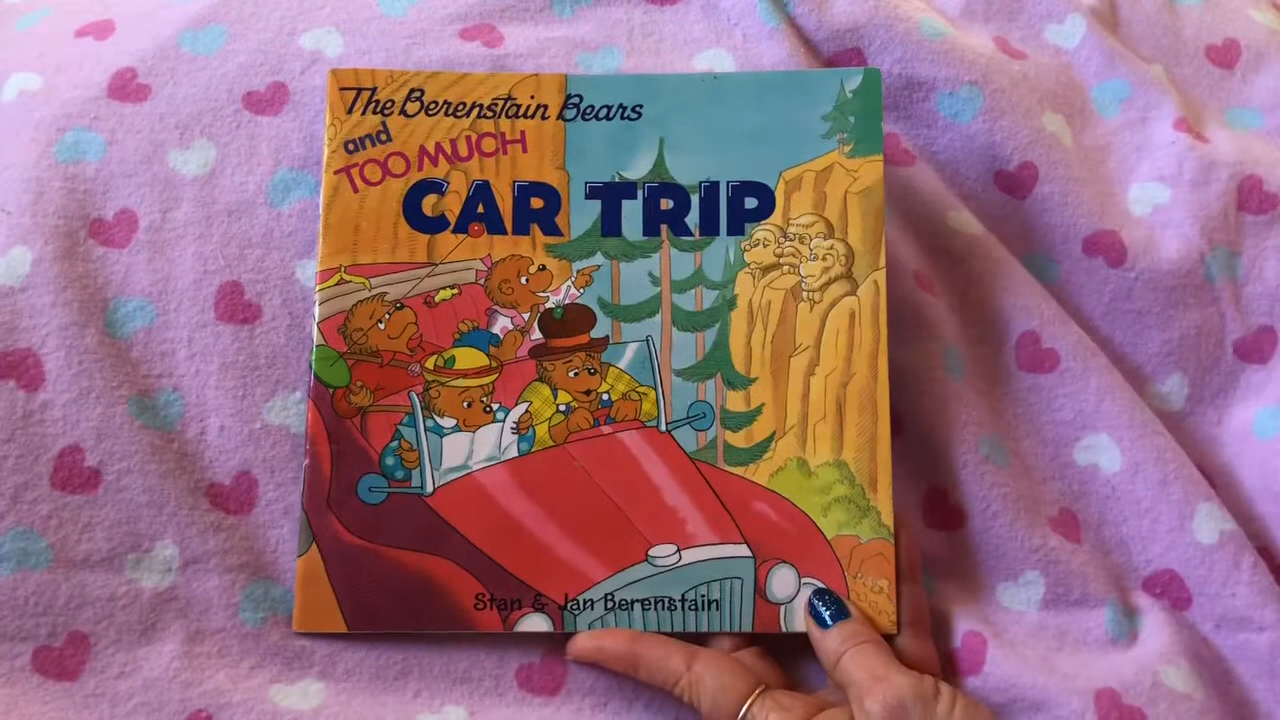 The Berenstain Bears
and
TOO MUCH
CAR TRIP
Stan & Jan Berenstain